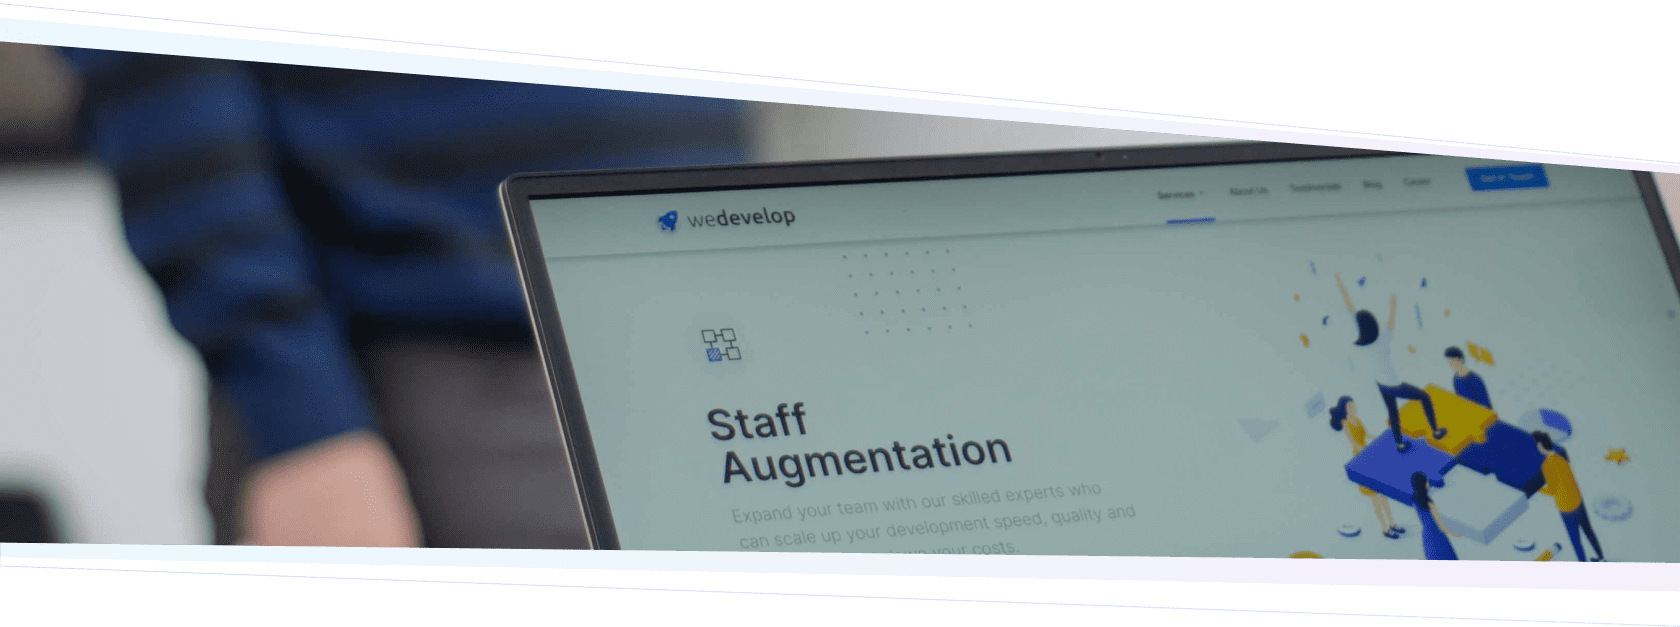 wedevelop
Services
About Us
Testimonials
Blog
Career
Get in Touch
Staff
Augmentation
Expand your team with our skilled experts who
can scale up your development speed, quality and
your costs.